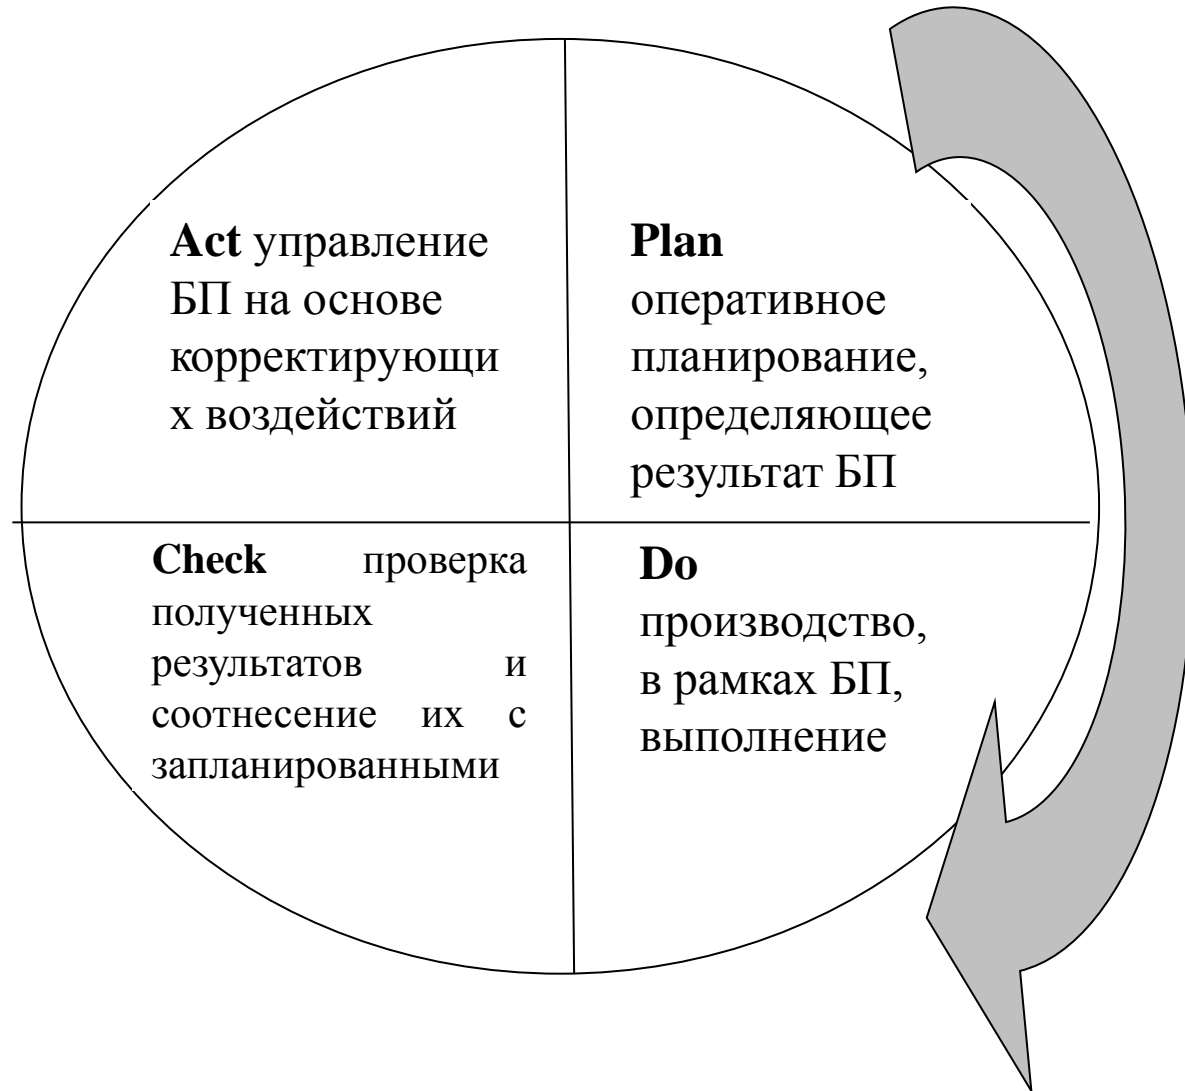 Act управление
БП на основе
корректирующи
х воздействий
Plan
оперативное
планирование,
определяющее
результат БП
Check проверка
полученных
результатов и
соотнесение их с
запланированными
Do
производство,
в рамках БП,
выполнение